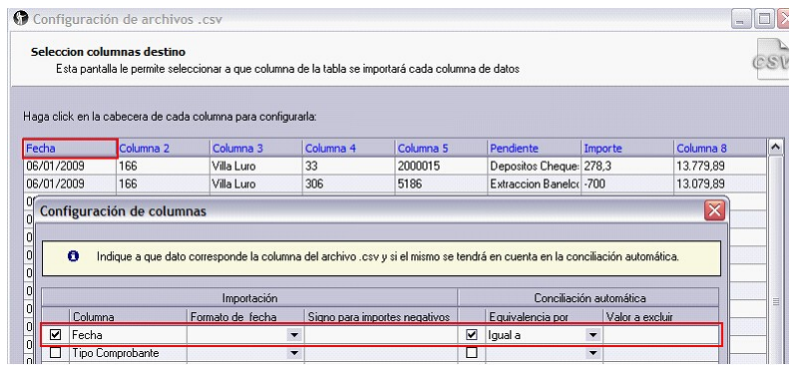 Configuración de archivos .csv
Seleccion columnas destino
Esta pantalla le permite seleccionar a que columna de la tabla se importará cada columna de datos
CSV
Haga click en la cabecera de cada columna para configurarla:
Fecha Columna 2 Columna 3 Columna 4 Columna 5 Pendiente Importe Columna 8
06/01/2009 166 Villa Luro 33 2000015 Depositos Cheque: 278,3 13.779,89
06/01/2009 166 Villa Luro 306 5186 Extraccion Banelco -700 13.079,89
Configuración de columnas
Indique a que dato corresponde la columna del archivo .csv y si el mismo se tendrá en cuenta en la conciliación automática.
Importación Conciliación automática
Columna Formato de fecha Signo para importes negativos Equivalencia por Valor a excluir
Fecha Igual a
Tipo Comprobante